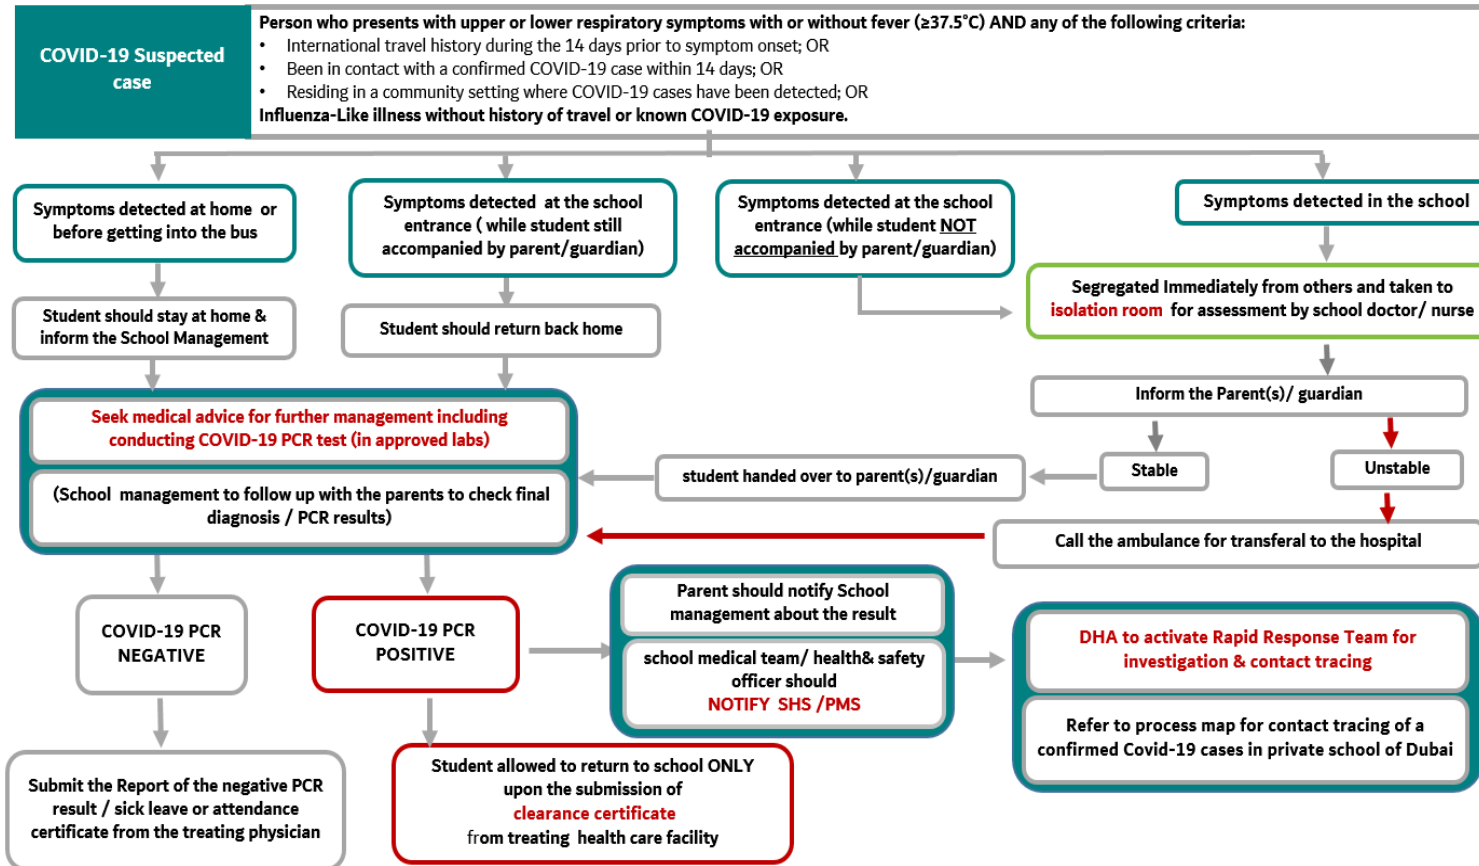 COVID-19 Suspected
case
Person who presents with upper or lower respiratory symptoms with or without fever (≥37.5°C) AND any of the following criteria:
• International travel history during the 14 days prior to symptom onset; OR
• Been in contact with a confirmed COVID-19 case within 14 days; OR
• Residing in a community setting where COVID-19 cases have been detected; OR
Influenza-Like illness without history of travel or known COVID-19 exposure.
Symptoms detected at home or
before getting into the bus
Symptoms detected at the school
entrance ( while student still
accompanied by parent/guardian)
Symptoms detected at the school
entrance (while student NOT
accompanied by parent/guardian)
Symptoms detected in the school
Student should stay at home &
inform the School Management
Student should return back home
Segregated Immediately from others and taken to
isolation room for assessment by school doctor/ nurse
Inform the Parent(s)/ guardian
Seek medical advice for further management including
conducting COVID-19 PCR test (in approved labs)
(School management to follow up with the parents to check final
diagnosis / PCR results)
student handed over to parent(s)/guardian
Stable
Unstable
Call the ambulance for transferal to the hospital
COVID-19 PCR
NEGATIVE
COVID-19 PCR
POSITIVE
Parent should notify School
management about the result
school medical team/ health& safety
officer should
NOTIFY SHS /PMS
DHA to activate Rapid Response Team for
investigation & contact tracing
Refer to process map for contact tracing of a
confirmed Covid-19 cases in private school of Dubai
Submit the Report of the negative PCR
result / sick leave or attendance
certificate from the treating physician
Student allowed to return to school ONLY
upon the submission of
clearance certificate
from treating health care facility